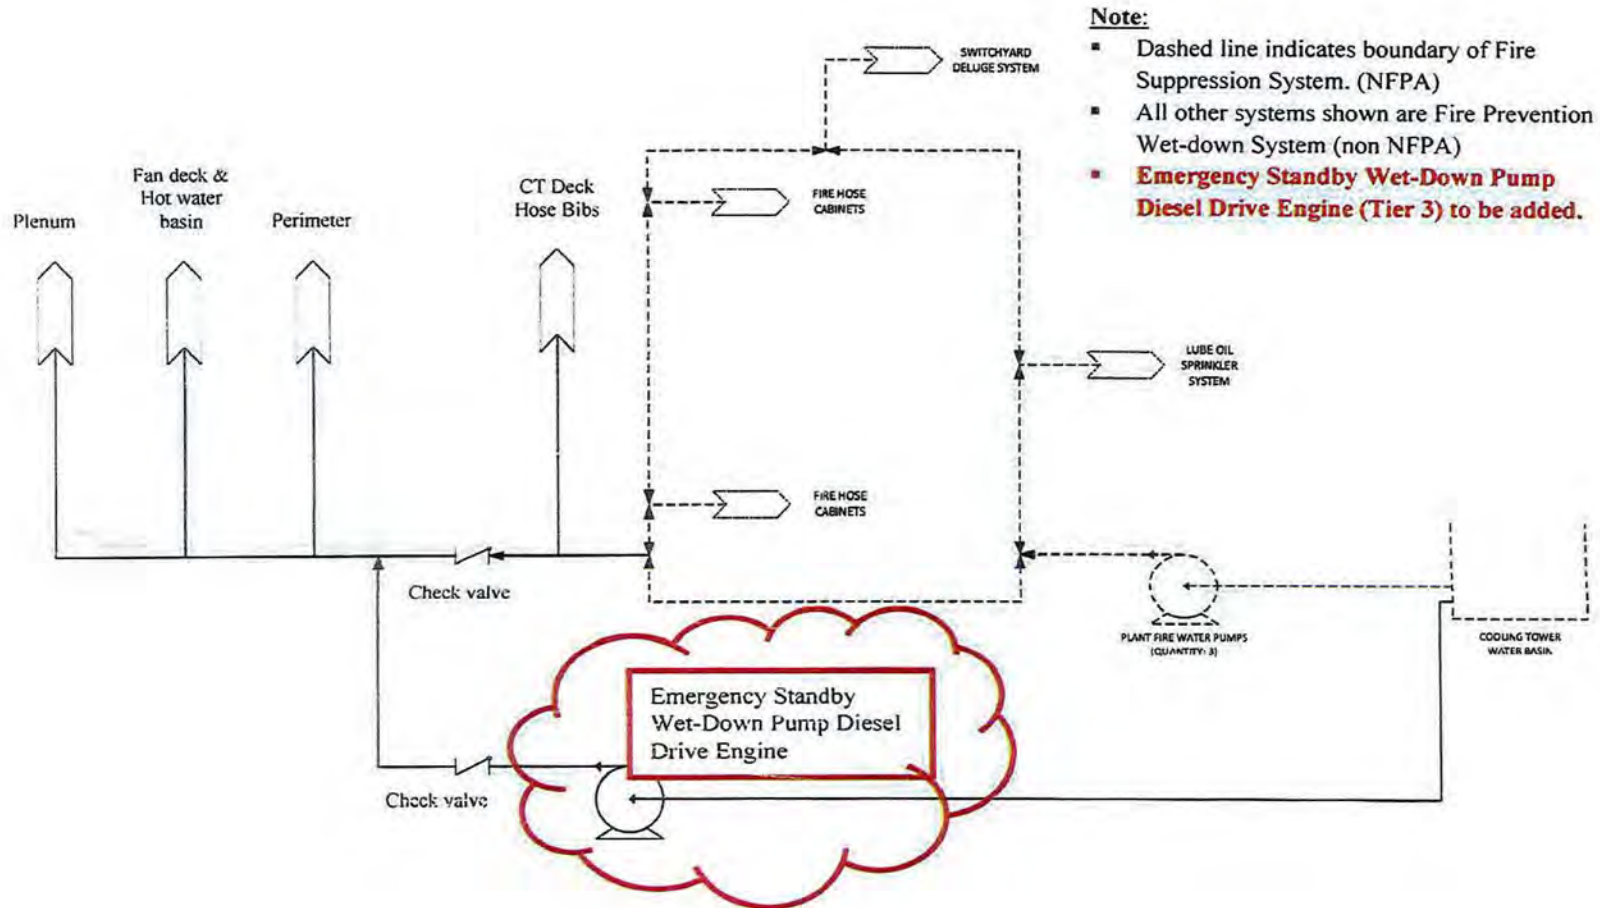 Note:
▪ Dashed line indicates boundary of Fire
Suppression System. (NFPA)
▪ All other systems shown are Fire Prevention
Wet-down System (non NFPA)
▪ Emergency Standby Wet-Down Pump
Diesel Drive Engine (Tier 3) to be added.
SWITCHYARD
DELUGE SYSTEM
Plenum
Fan deck &
Hot water
basin
Perimeter
CT Deck
Hose Bibs
FIRE HOSE
CABINETS
LUBE OIL
SPRINKLER
SYSTEM
FIRE HOSE
CABINETS
Check valve
PLANT FIRE WATER PUMPS
(QUANTITY: 3)
COOLING TOWER
WATER BASIN
Emergency Standby
Wet-Down Pump Diesel
Drive Engine
Check valve